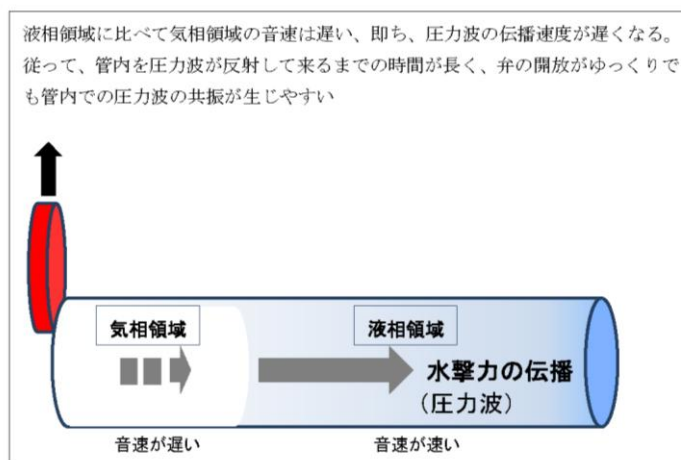 液相領域に比べて気相領域の音速は遅い、即ち、圧力波の伝播速度が遅くなる。
従って、管内を圧力波が反射して来るまでの時間が長く、弁の開放がゆっくりで
も管内での圧力波の共振が生じやすい
気相領域
液相領域
水撃力の伝播
（圧力波）
音速が遅い
音速が速い